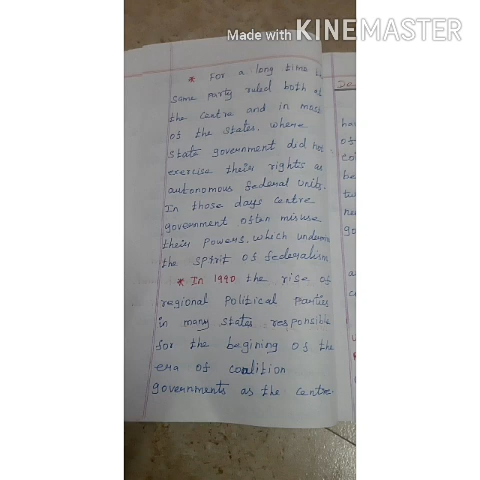 Made with KINEMASTER
* For a long time
same party ruled both at
the centre and in most
of the states. where
state government did not
exercise their rights as
autonomous federal units.
In those days centre
government often misuse
their powers. which undermin
the spirit of federalism
* In 1990 the rise of
regional political parties
in many states responsible
for the begining of the
era of coalition
governments as the centre.